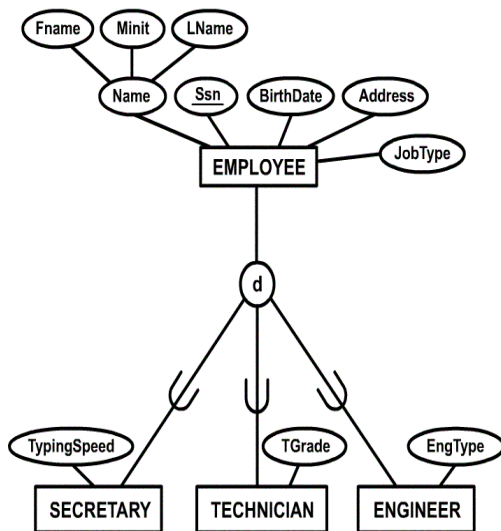 Fname Minit LName
Name Ssn BirthDate Address
EMPLOYEE JobType
d
TypingSpeed TGrade EngType
SECRETARY TECHNICIAN ENGINEER